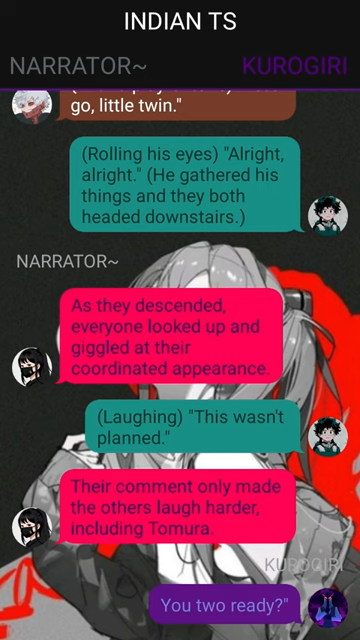 INDIAN TS
NARRATOR~ KUROGIRI
go, little twin."
(Rolling his eyes) "Alright,
alright." (He gathered his
things and they both
headed downstairs.)
NARRATOR~
As they descended,
everyone looked up and
giggled at their
coordinated appearance.
(Laughing) "This wasn't
planned."
Their comment only made
the others laugh harder,
including Tomura.
KUROGIRI
You two ready?"